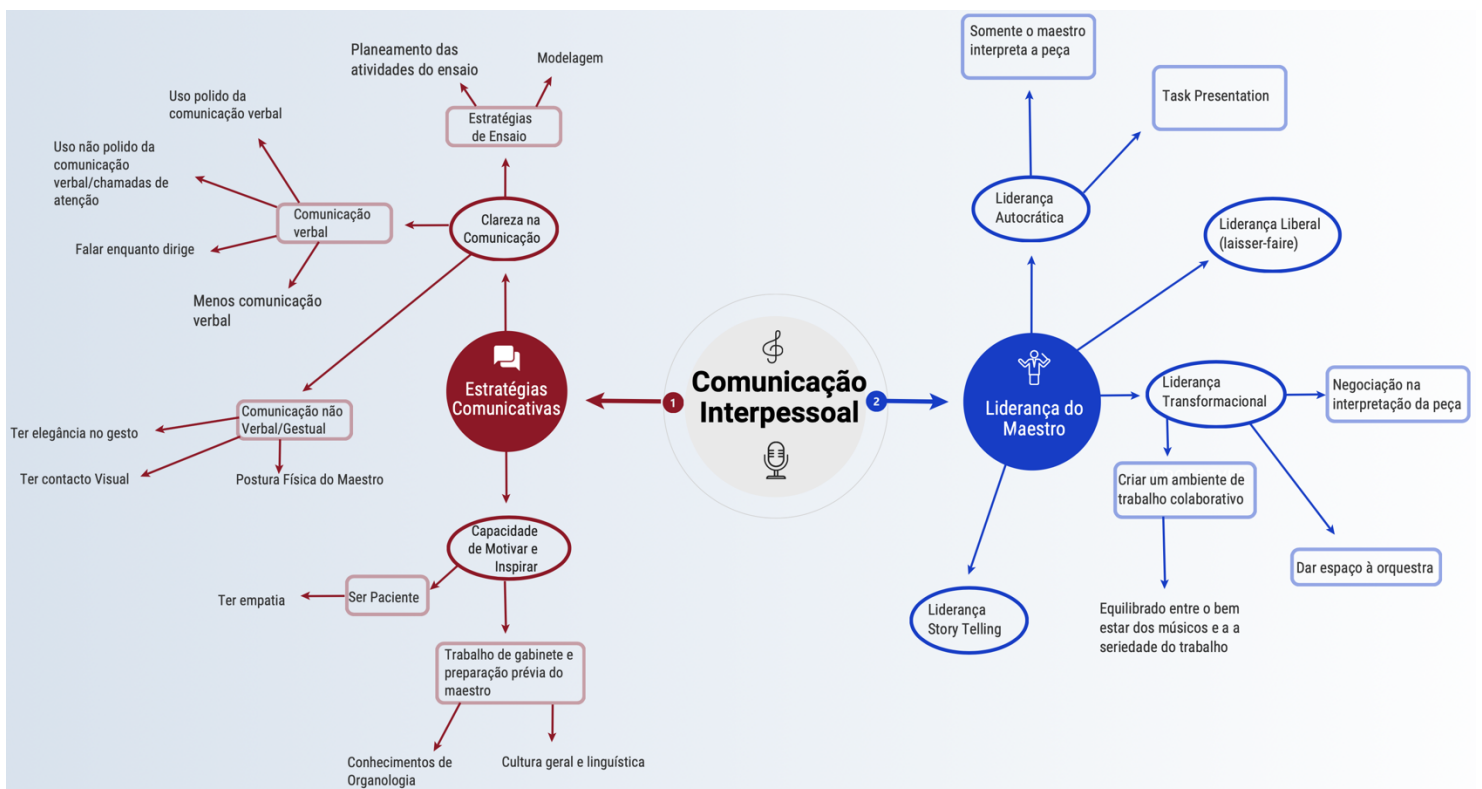 Planeamento das
atividades do ensaio
Modelagem
Estratégias
de Ensaio
Uso polido da
comunicação verbal
Uso não polido da
comunicação
verbal/chamadas de
atenção
Comunicação
verbal
Clareza na
Comunicação
Falar enquanto dirige
Menos comunicação
verbal
Estratégias
Comunicativas
Comunicação não
Verbal/Gestual
Ter elegância no gesto
Ter contacto Visual
Postura Física do Maestro
Capacidade
de Motivar e
Inspirar
Ser Paciente
Ter empatia
Trabalho de gabinete e
preparação prévia do
maestro
Conhecimentos de
Organologia
Cultura geral e linguística
1
Comunicação
Interpessoal
2
Somente o maestro
interpreta a peça
Task Presentation
Liderança
Autocrática
Liderança Liberal
(laisser-faire)
Liderança do
Maestro
Liderança
Transformacional
Negociação na
interpretação da peça
Criar um ambiente de
trabalho colaborativo
Dar espaço à orquestra
Equilibrado entre o bem
estar dos músicos e a a
seriedade do trabalho
Liderança
Story Telling